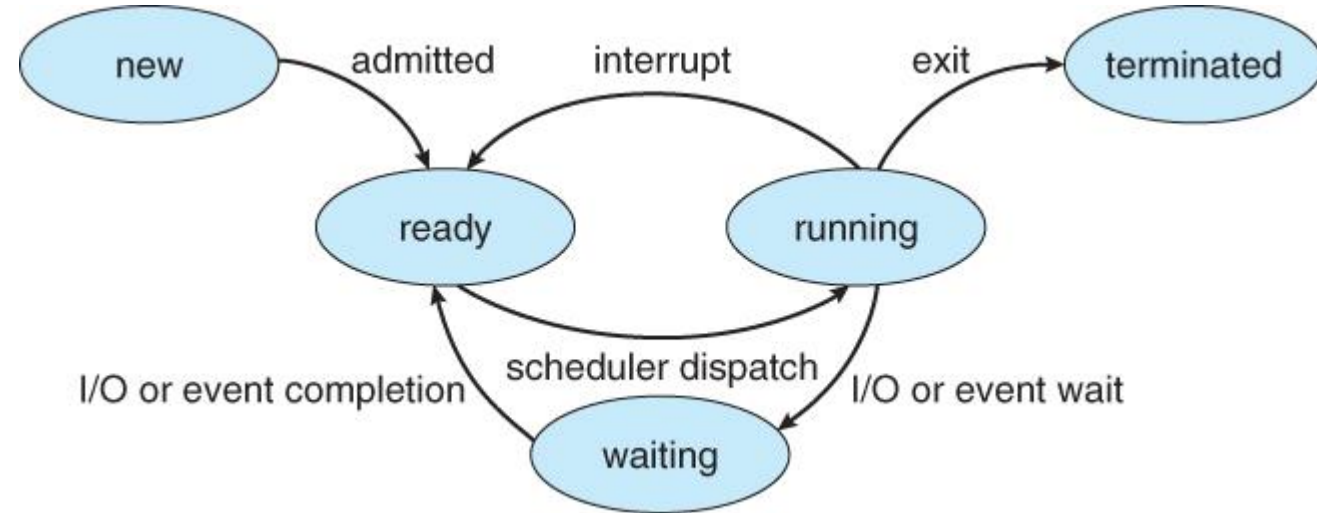 new
admitted
interrupt
exit
terminated
ready
running
scheduler dispatch
I/O or event completion
I/O or event wait
waiting